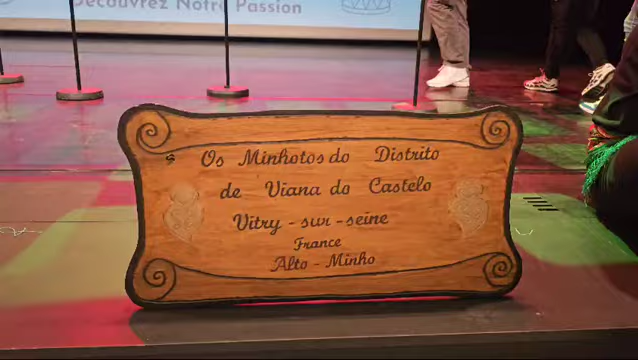 Découvrez Notre Passion
Os Minhotos do Distrito
de Viana do Castelo
Vitry - sur - seine
France
Alto - Minho